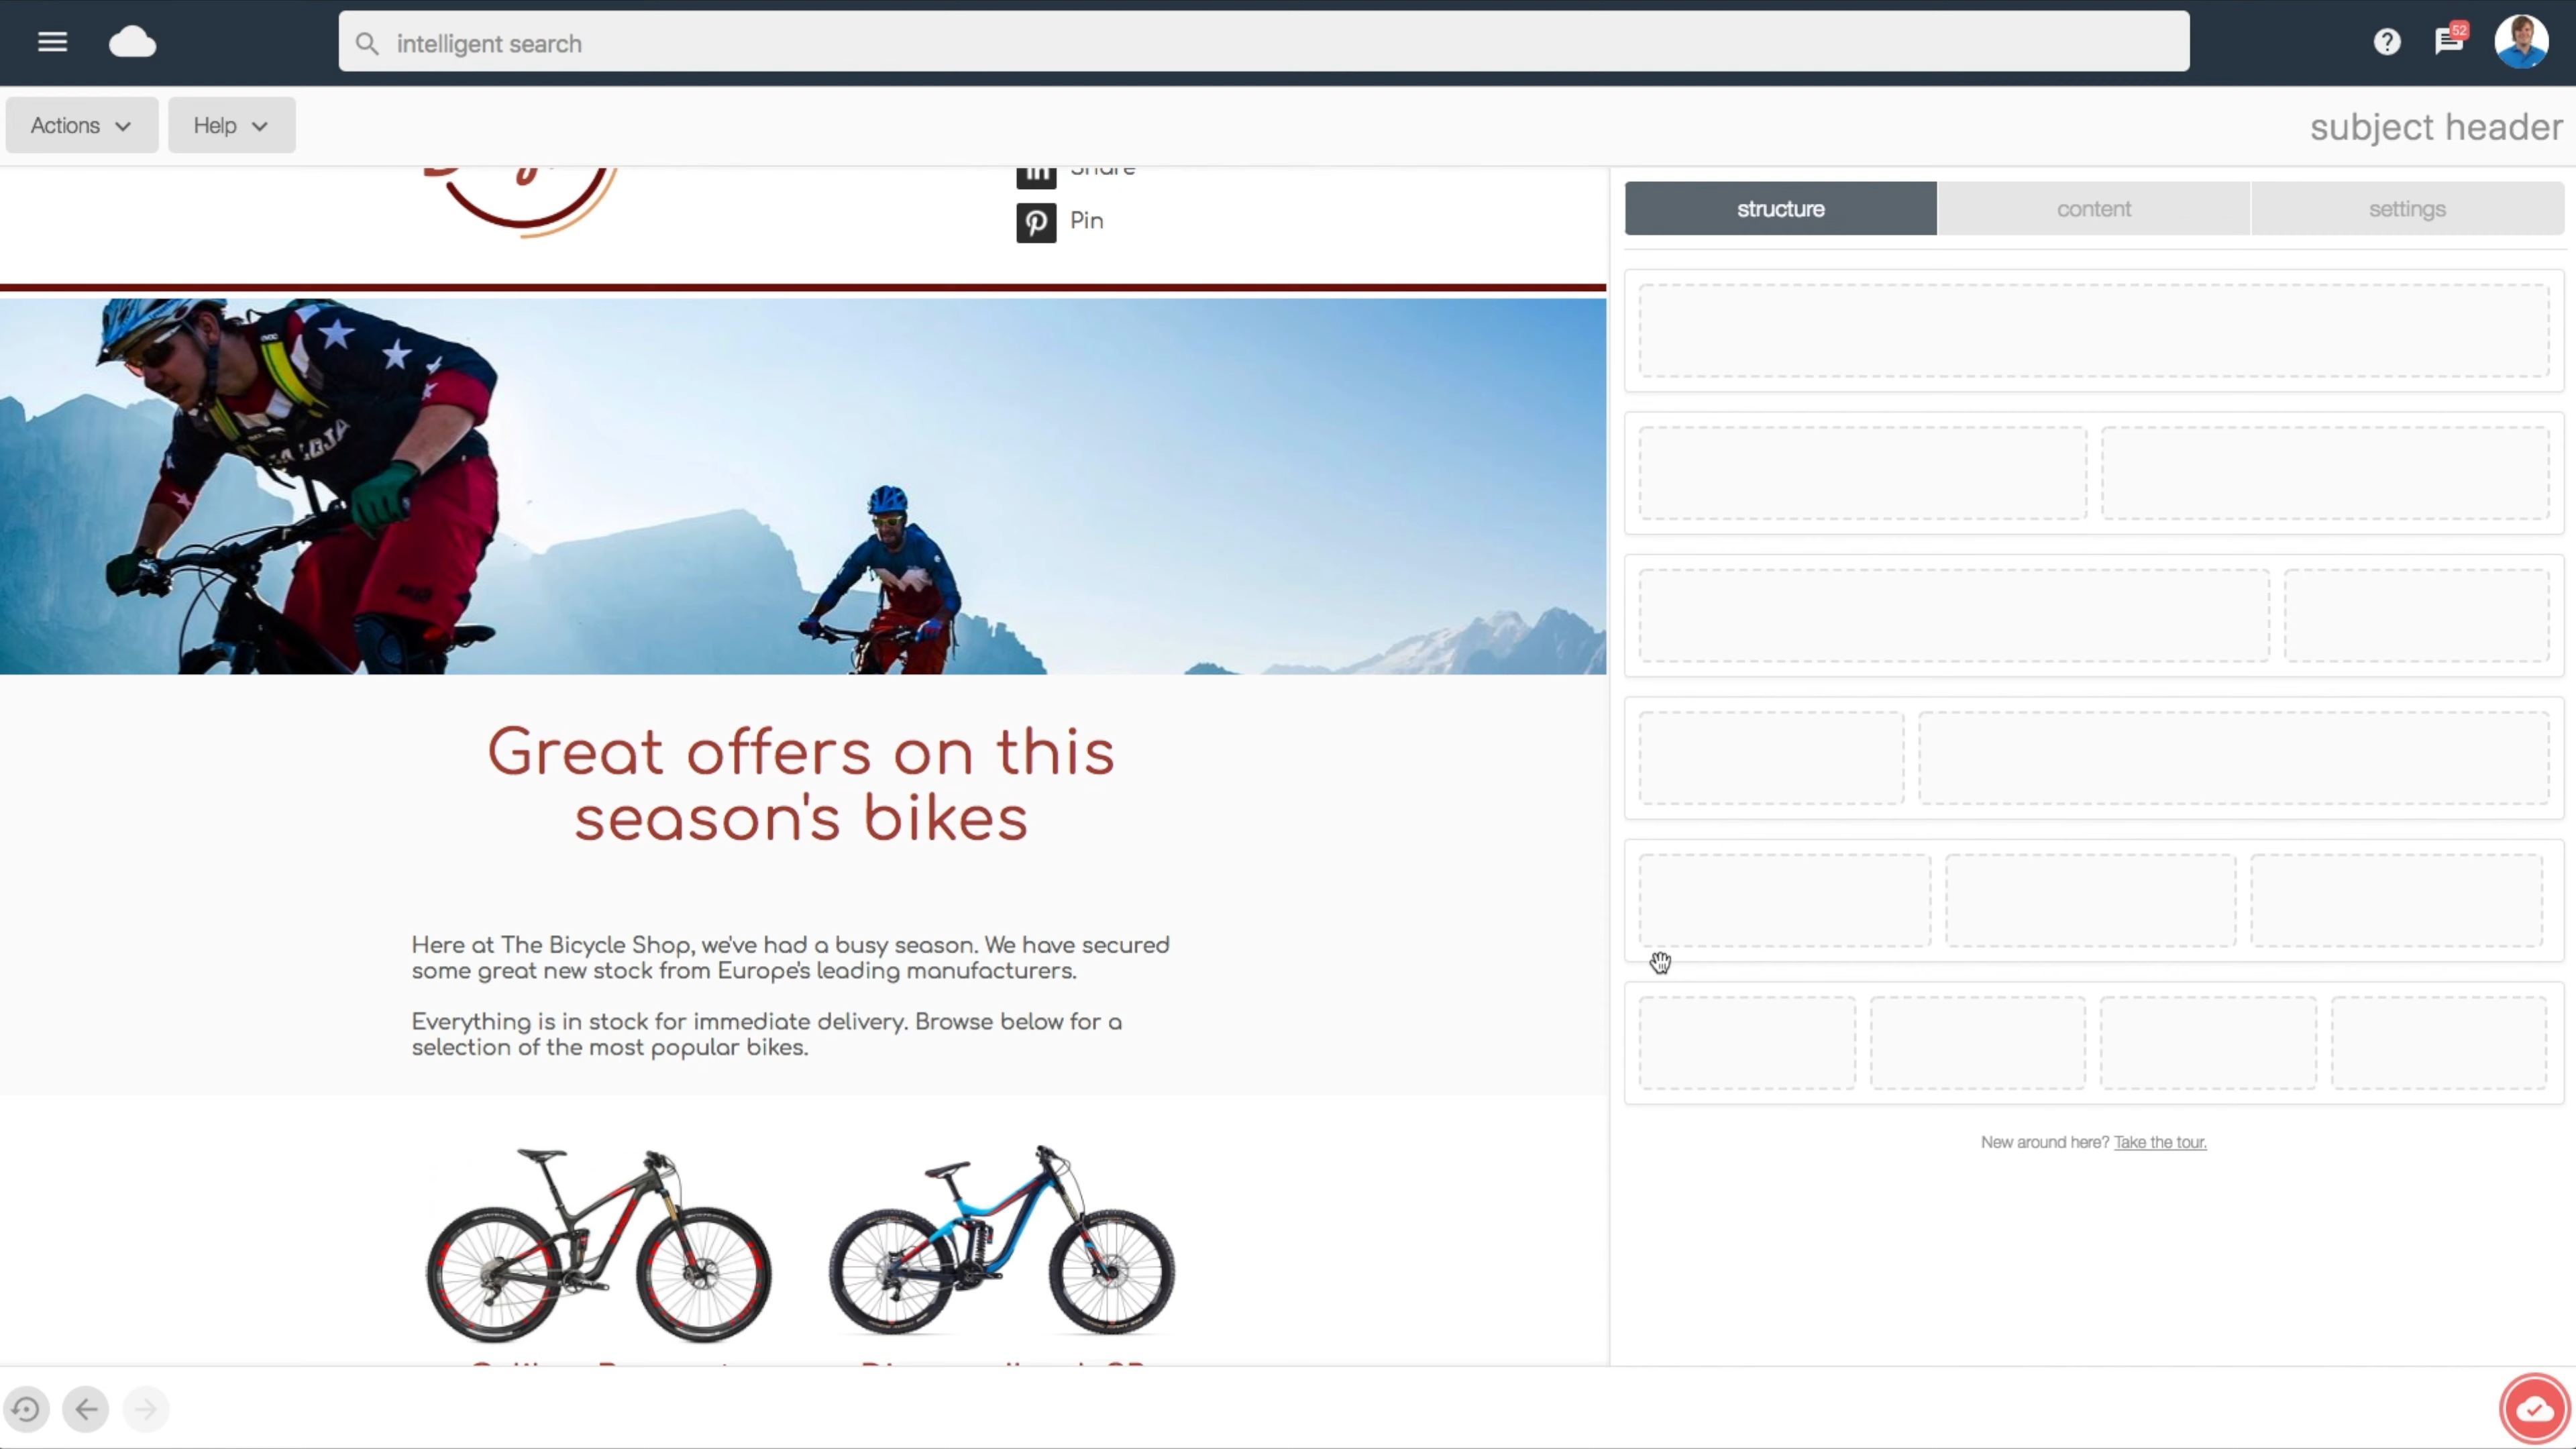 intelligent search
52
Actions
Help
subject header
Share
Pin
structure
content
settings
Great offers on this
season's bikes
Here at The Bicycle Shop, we've had a busy season. We have secured
some great new stock from Europe's leading manufacturers.
Everything is in stock for immediate delivery. Browse below for a
selection of the most popular bikes.
New around here? Take the tour.